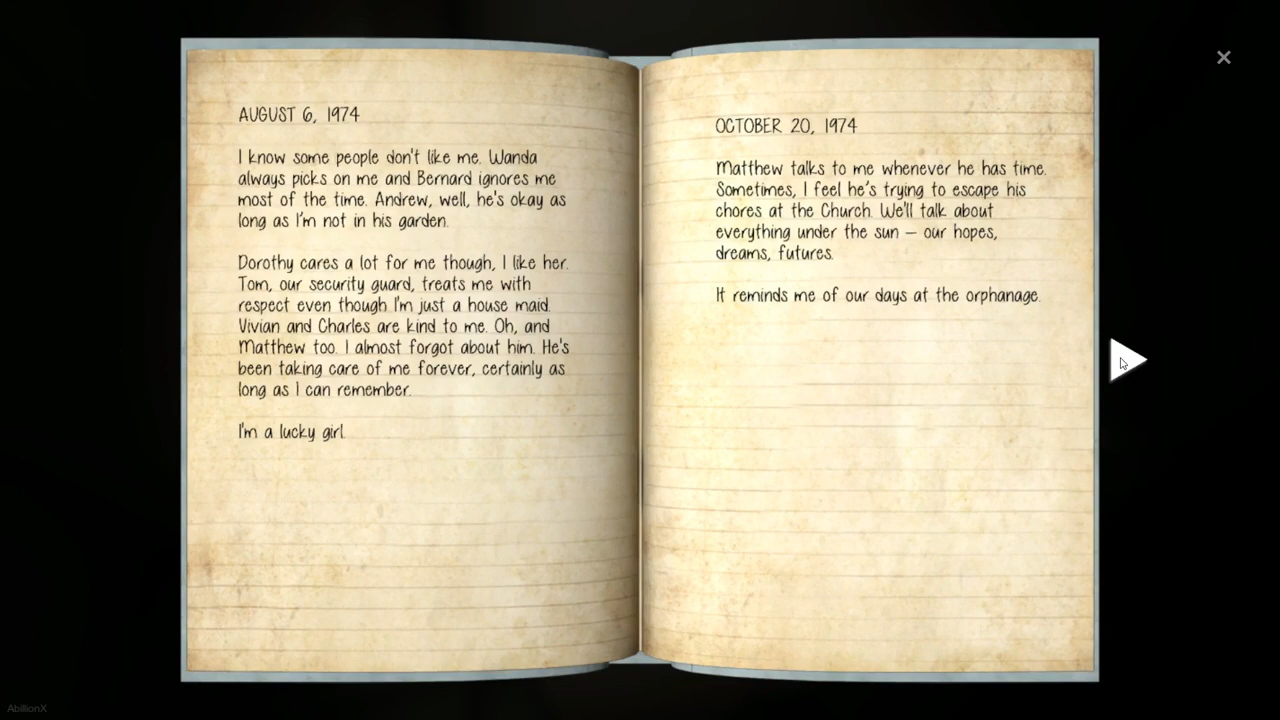 AUGUST 6, 1974
I know some people don't like me. Wanda
always picks on me and Bernard ignores me
most of the time. Andrew, well, he's okay as
long as I'm not in his garden.
Dorothy cares a lot for me though, I like her.
Tom, our security guard, treats me with
respect even though I'm just a house maid.
Vivian and Charles are kind to me. Oh, and
Matthew too. I almost forgot about him. He's
been taking care of me forever, certainly as
long as I can remember.
I'm a lucky girl.
OCTOBER 20, 1974
Matthew talks to me whenever he has time.
Sometimes, I feel he's trying to escape his
chores at the Church. We'll talk about
everything under the sun – our hopes,
dreams, futures.
It reminds me of our days at the orphanage.
AbillionX